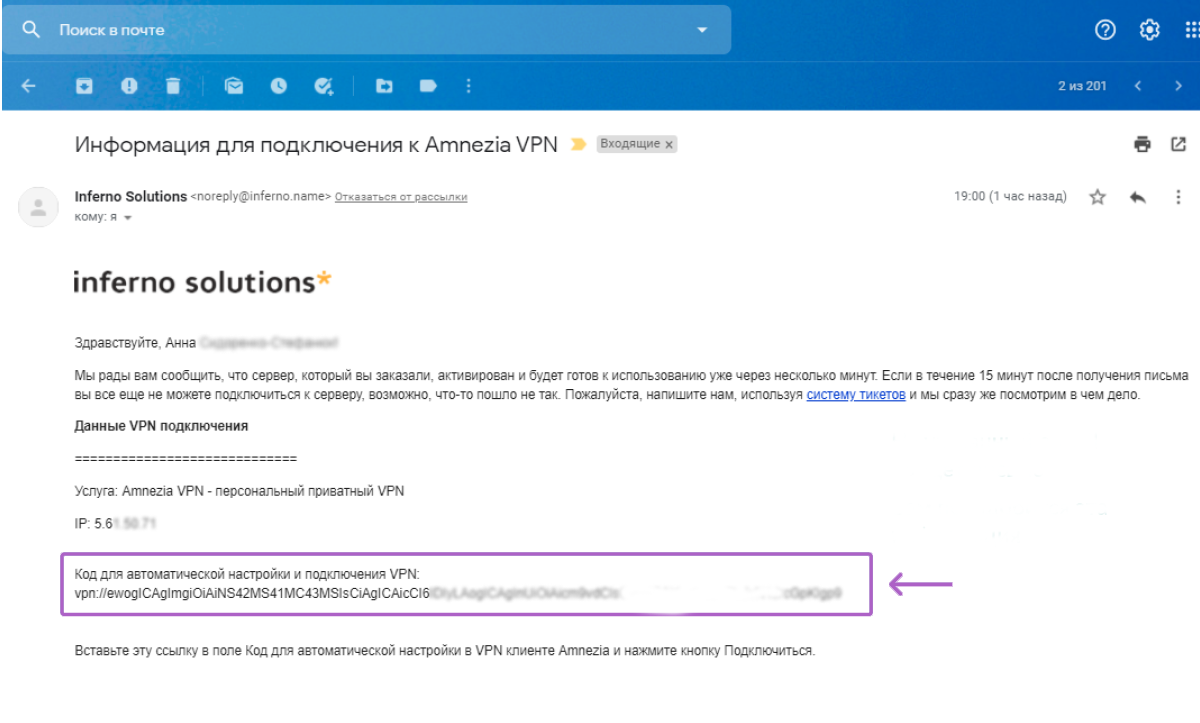 Поиск в почте
2 из 201
Информация для подключения к Amnezia VPN Входящие x
Inferno Solutions <noreply@inferno.name> Отказаться от рассылки 19:00 (1 час назад)
кому: я
inferno solutions*
Здравствуйте, Анна
Мы рады вам сообщить, что сервер, который вы заказали, активирован и будет готов к использованию уже через несколько минут. Если в течение 15 минут после получения письма
вы все еще не можете подключиться к серверу, возможно, что-то пошло не так. Пожалуйста, напишите нам, используя систему тикетов и мы сразу же посмотрим в чем дело.
Данные VPN подключения
=============================
Услуга: Amnezia VPN - персональный приватный VPN
IP: 5.6
Код для автоматической настройки и подключения VPN:
vpn://ewogICAgImgiOiAiNS42MS41MC43MSIsCiAgICAicCI6
Вставьте эту ссылку в поле Код для автоматической настройки в VPN клиенте Amnezia и нажмите кнопку Подключиться.